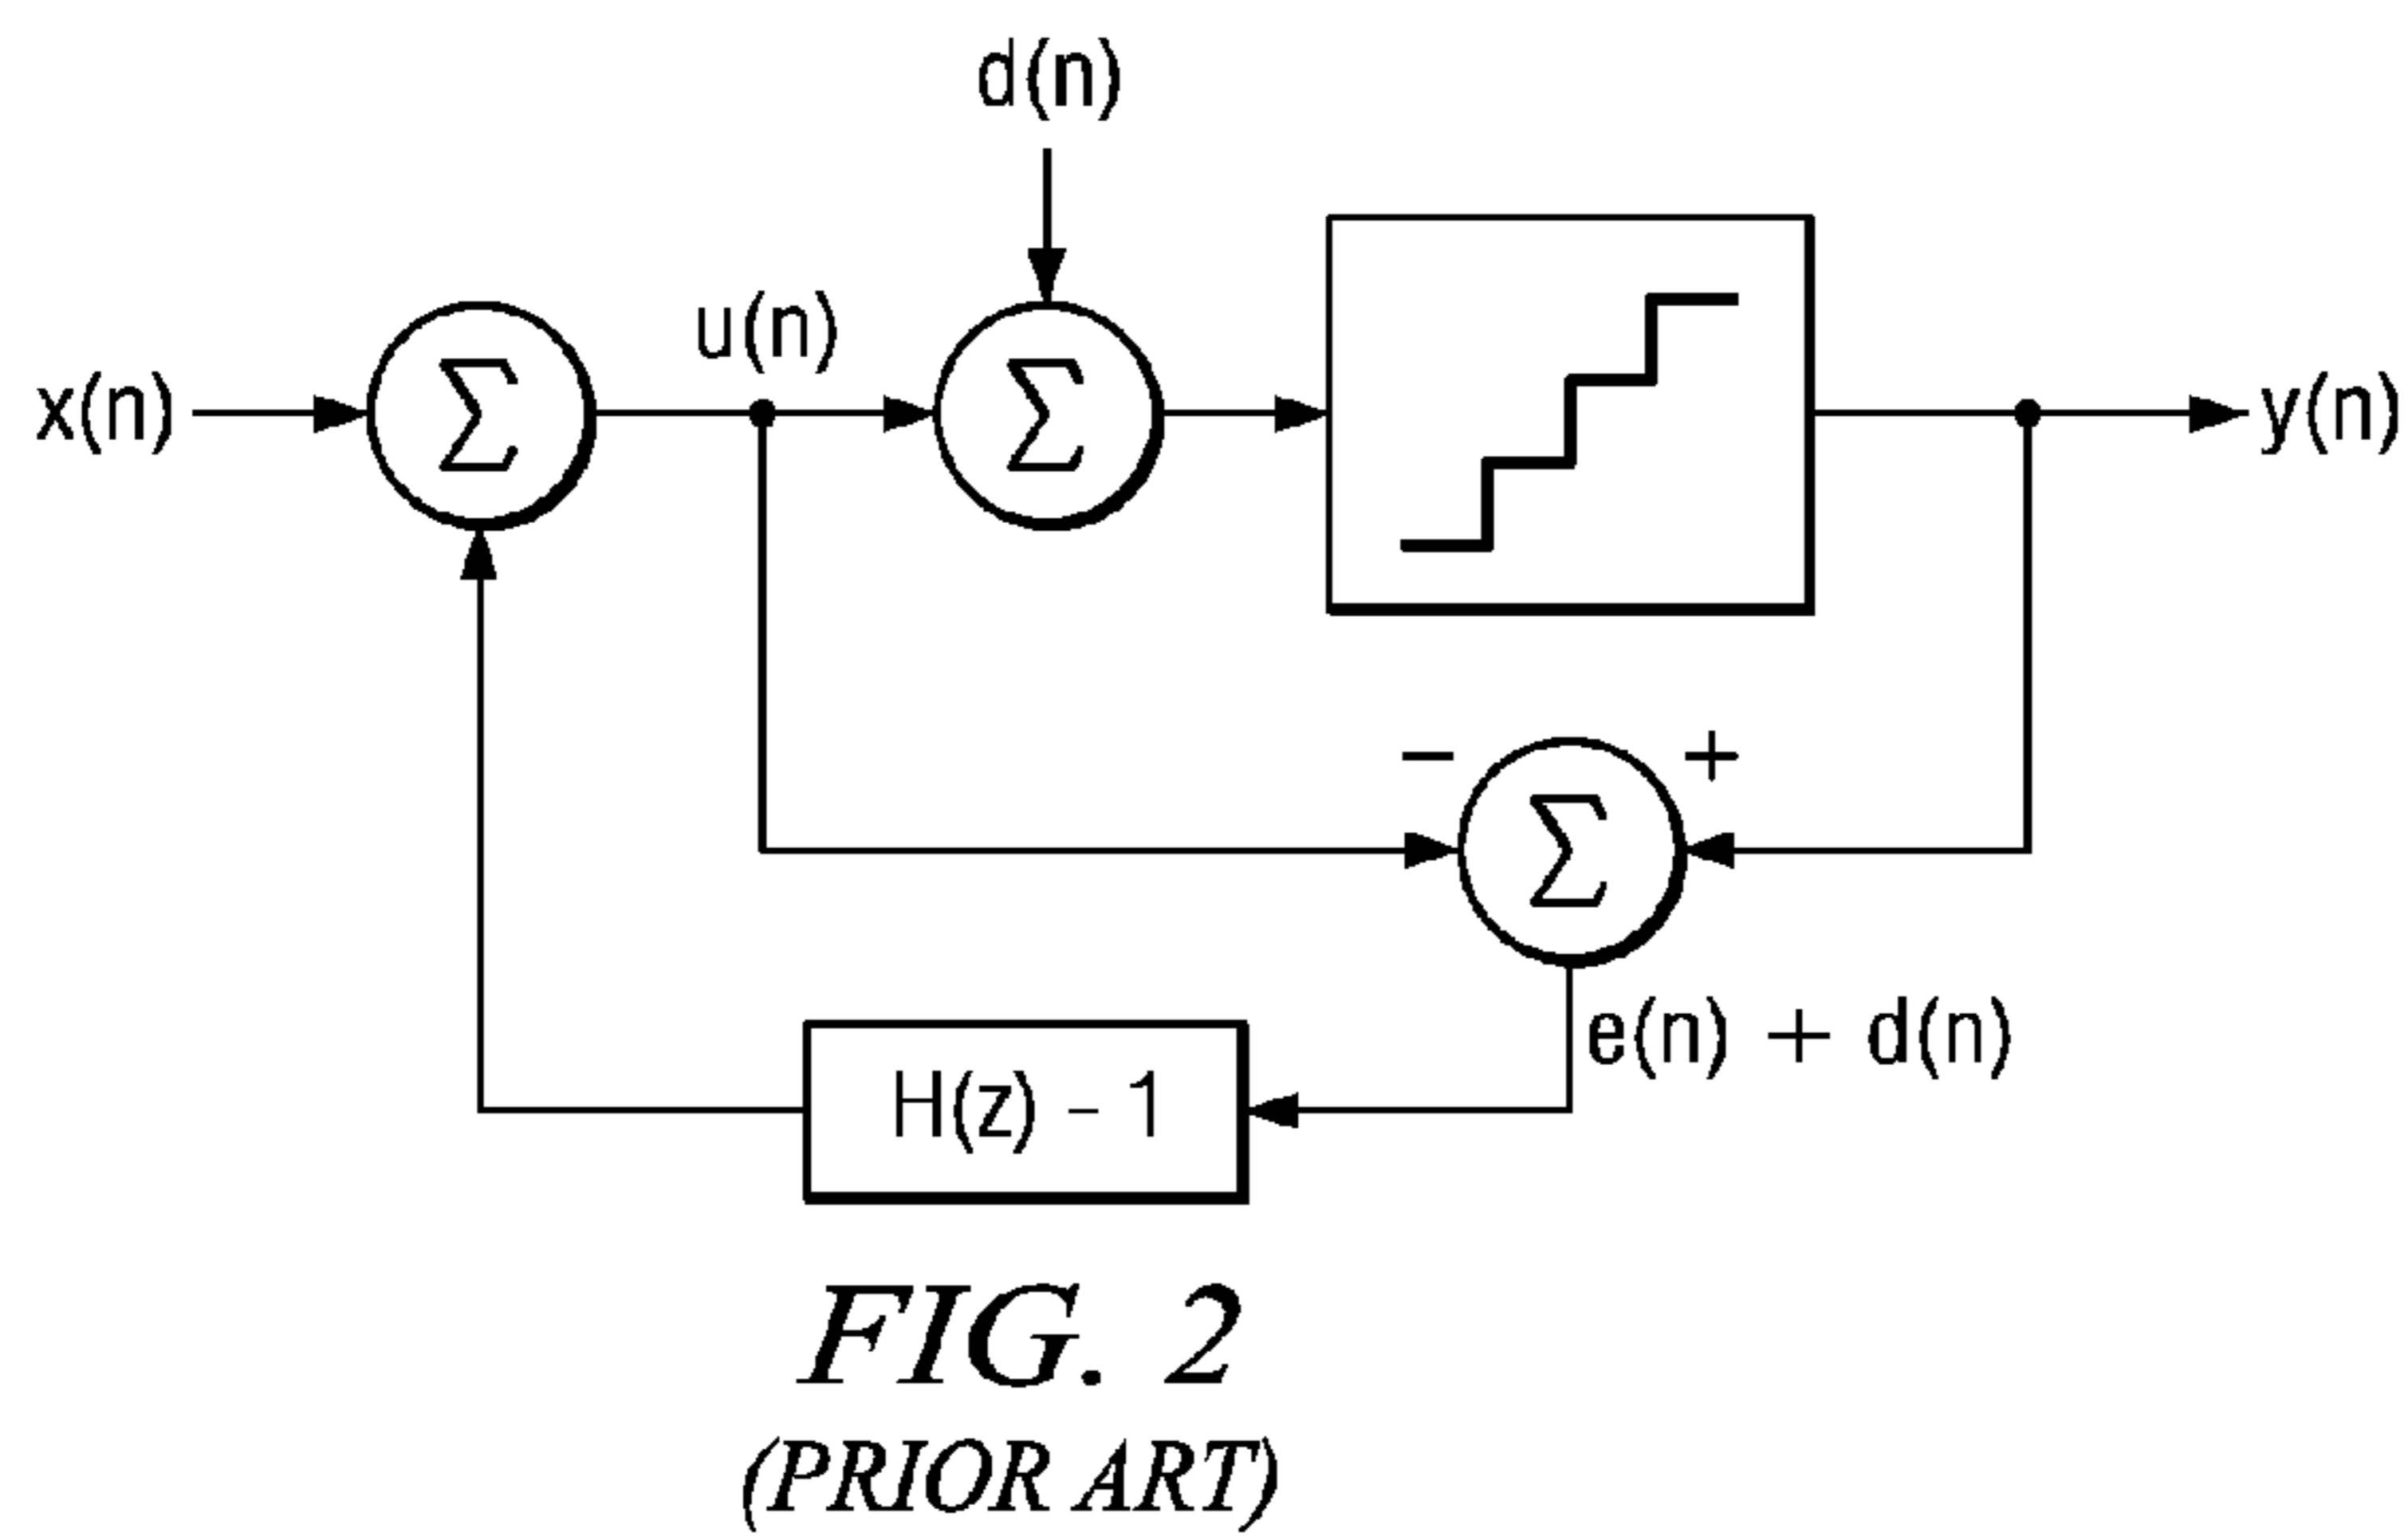 d(n)
u(n)
x(n)
Σ
Σ
y(n)
− +
Σ
e(n) + d(n)
H(z) - 1
FIG. 2
(PRIOR ART)